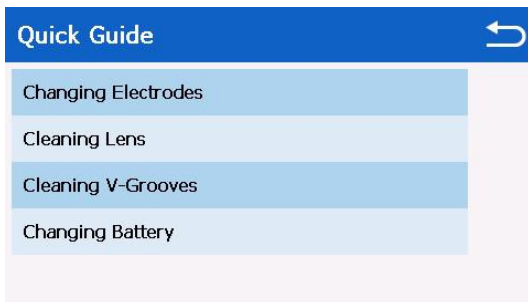 Quick Guide
Changing Electrodes
Cleaning Lens
Cleaning V-Grooves
Changing Battery